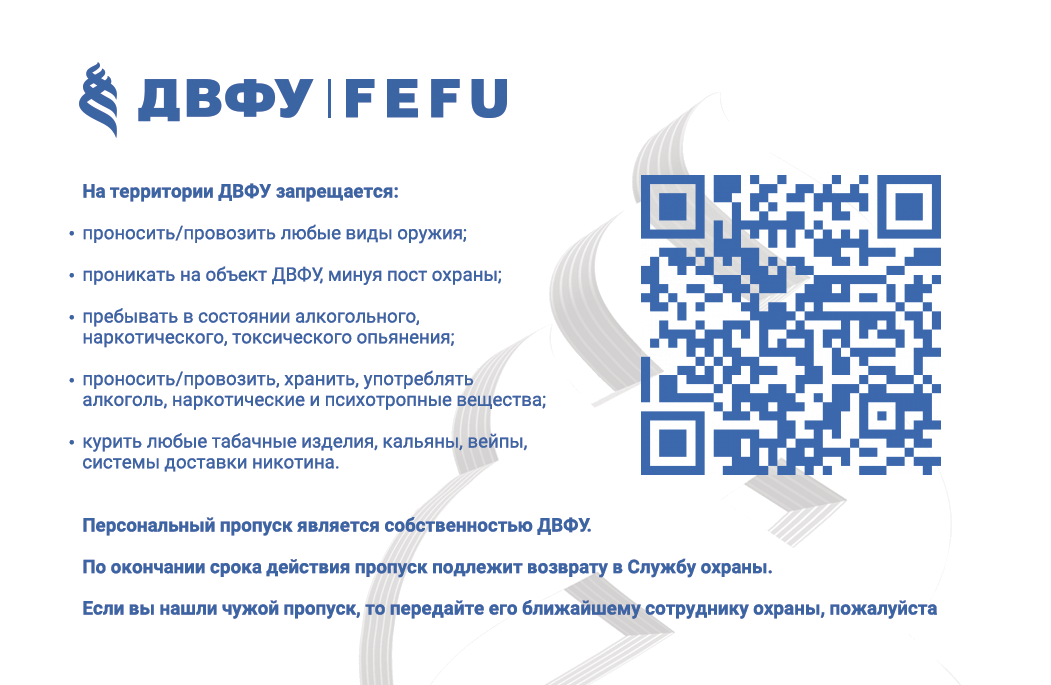 ДВФУ | FEFU
На территории ДВФУ запрещается:
• проносить/провозить любые виды оружия;
• проникать на объект ДВФУ, минуя пост охраны;
• пребывать в состоянии алкогольного,
наркотического, токсического опьянения;
• проносить/провозить, хранить, употреблять
алкоголь, наркотические и психотропные вещества;
• курить любые табачные изделия, кальяны, вейпы,
системы доставки никотина.
Персональный пропуск является собственностью ДВФУ.
По окончании срока действия пропуск подлежит возврату в Службу охраны.
Если вы нашли чужой пропуск, то передайте его ближайшему сотруднику охраны, пожалуйста